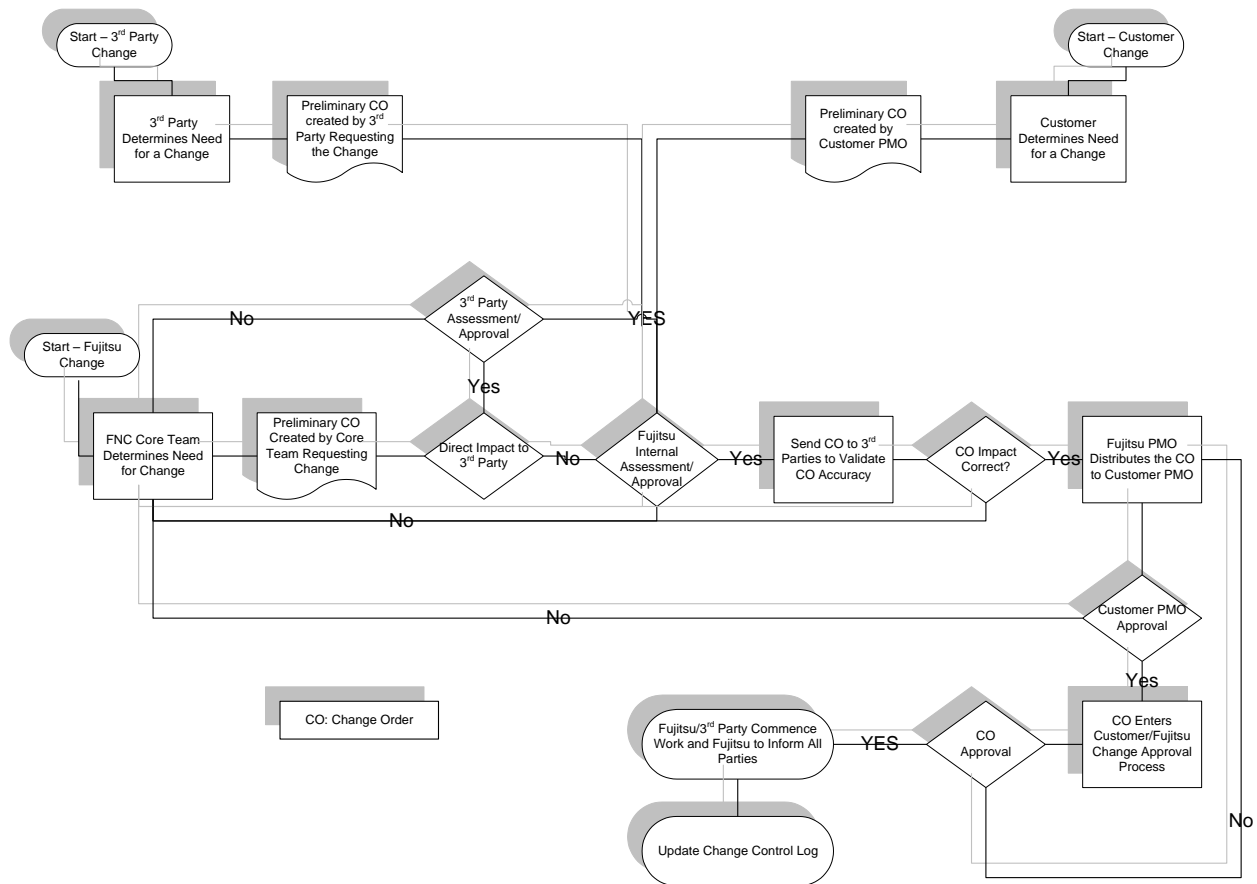 Start – 3rd Party
Change
Start – Customer
Change
3rd Party
Determines Need
for a Change
Preliminary CO
created by 3rd
Party Requesting
the Change
Preliminary CO
created by
Customer PMO
Customer
Determines Need
for a Change
3rd Party
Assessment/
Approval
No
YES
Start – Fujitsu
Change
Yes
FNC Core Team
Determines Need
for Change
Preliminary CO
Created by Core
Team Requesting
Change
Direct Impact to
3rd Party
No
Fujitsu
Internal
Assessment/
Approval
Yes
Send CO to 3rd
Parties to Validate
CO Accuracy
CO Impact
Correct?
Yes
Fujitsu PMO
Distributes the CO
to Customer PMO
No
No
Customer PMO
Approval
Yes
CO: Change Order
Fujitsu/3rd Party Commence
Work and Fujitsu to Inform All
Parties
YES
CO
Approval
CO Enters
Customer/Fujitsu
Change Approval
Process
No
Update Change Control Log